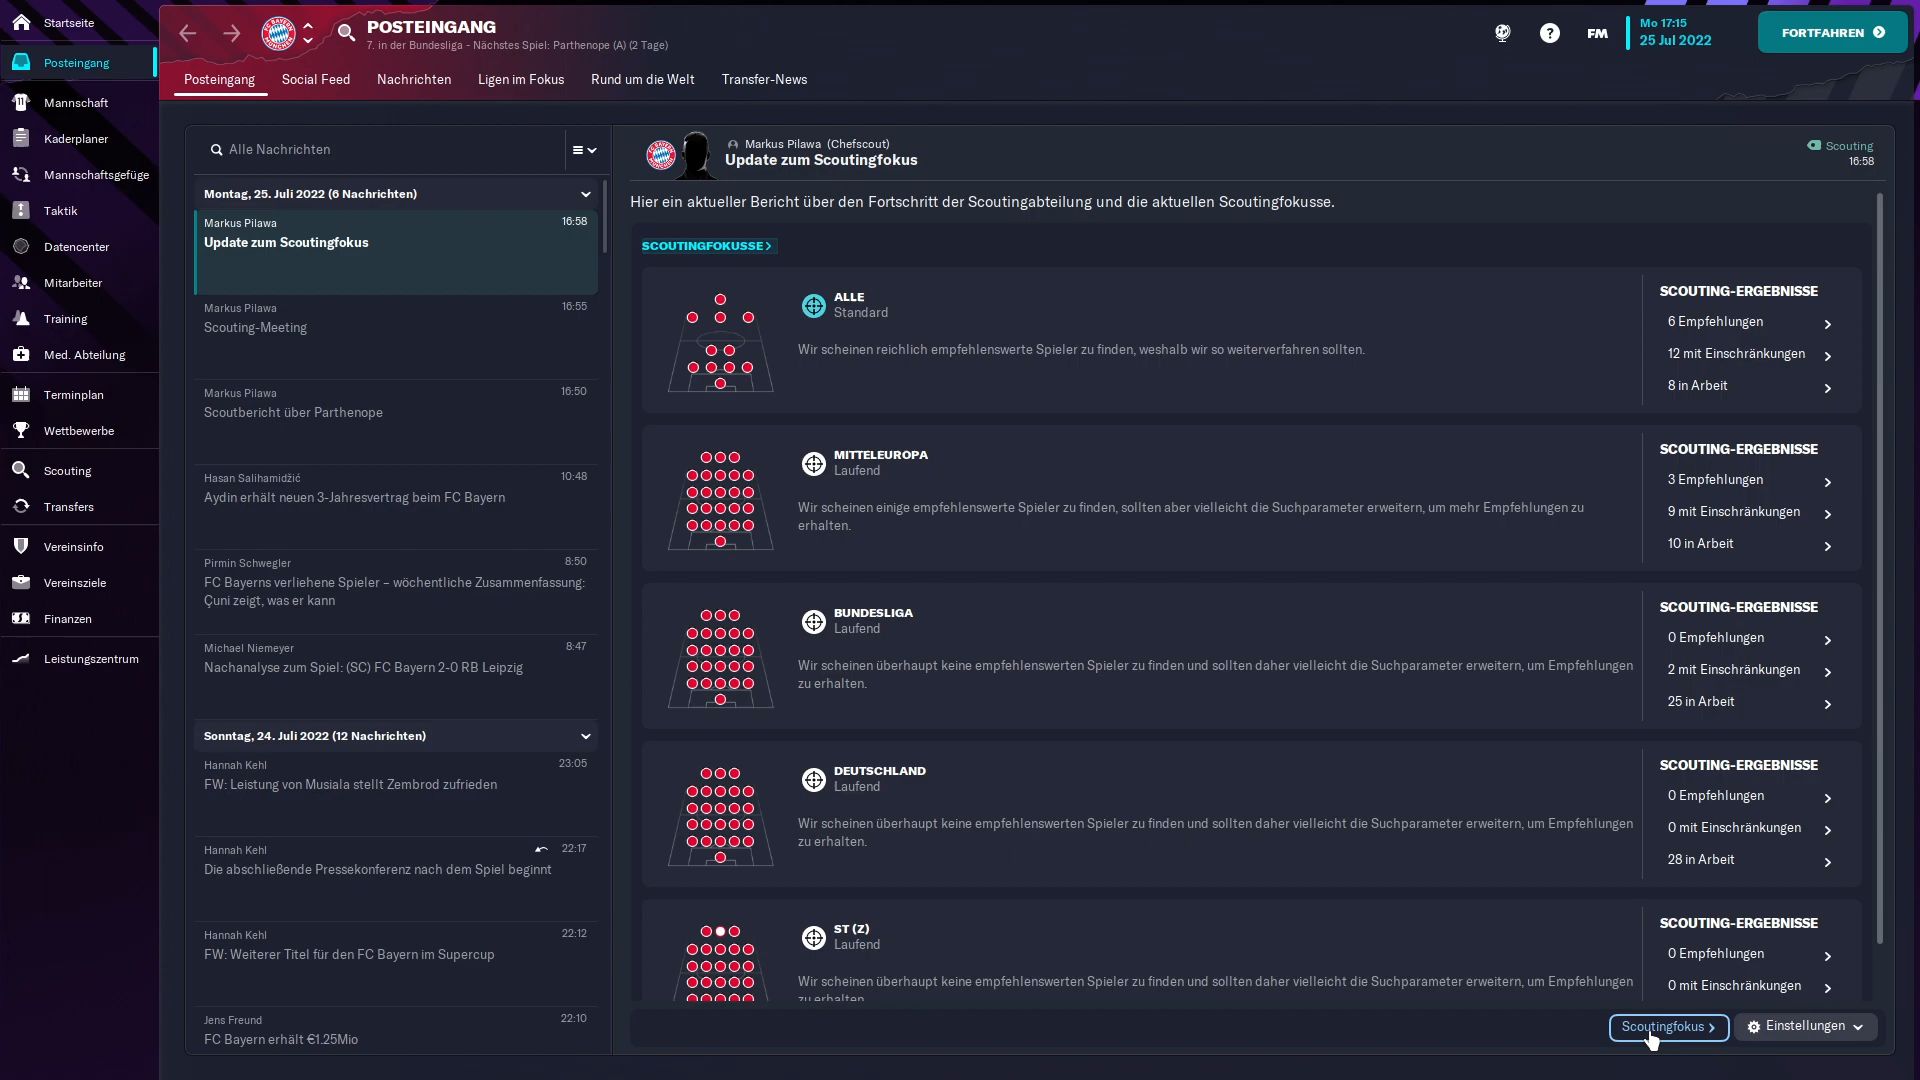 Startseite
Posteingang
Mannschaft
Kaderplaner
Mannschaftsgefüge
Taktik
Datencenter
Mitarbeiter
Training
Med. Abteilung
Terminplan
Wettbewerbe
Scouting
Transfers
Vereinsinfo
Vereinsziele
Finanzen
Leistungszentrum
POSTEINGANG
7. in der Bundesliga - Nächstes Spiel: Parthenope (A) (2 Tage)
FM
Mo 17:15
25 Jul 2022
FORTFAHREN
Posteingang Social Feed Nachrichten Ligen im Fokus Rund um die Welt Transfer-News
Alle Nachrichten
Montag, 25. Juli 2022 (6 Nachrichten)
Markus Pilawa 16:58
Update zum Scoutingfokus
Markus Pilawa 16:55
Scouting-Meeting
Markus Pilawa 16:50
Scoutbericht über Parthenope
Hasan Salihamidžić 10:48
Aydin erhält neuen 3-Jahresvertrag beim FC Bayern
Pirmin Schwegler 8:50
FC Bayerns verliehene Spieler – wöchentliche Zusammenfassung:
Çuni zeigt, was er kann
Michael Niemeyer 8:47
Nachanalyse zum Spiel: (SC) FC Bayern 2-0 RB Leipzig
Sonntag, 24. Juli 2022 (12 Nachrichten)
Hannah Kehl 23:05
FW: Leistung von Musiala stellt Zembrod zufrieden
Hannah Kehl 22:17
Die abschließende Pressekonferenz nach dem Spiel beginnt
Hannah Kehl 22:12
FW: Weiterer Titel für den FC Bayern im Supercup
Jens Freund 22:10
FC Bayern erhält €1.25Mio
Markus Pilawa (Chefscout)
Update zum Scoutingfokus
Scouting
16:58
Hier ein aktueller Bericht über den Fortschritt der Scoutingabteilung und die aktuellen Scoutingfokusse.
SCOUTINGFOKUSSE
ALLE
Standard
Wir scheinen reichlich empfehlenswerte Spieler zu finden, weshalb wir so weiterverfahren sollten.
SCOUTING-ERGEBNISSE
6 Empfehlungen
12 mit Einschränkungen
8 in Arbeit
MITTELEUROPA
Laufend
Wir scheinen einige empfehlenswerte Spieler zu finden, sollten aber vielleicht die Suchparameter erweitern, um mehr Empfehlungen zu
erhalten.
SCOUTING-ERGEBNISSE
3 Empfehlungen
9 mit Einschränkungen
10 in Arbeit
BUNDESLIGA
Laufend
Wir scheinen überhaupt keine empfehlenswerten Spieler zu finden und sollten daher vielleicht die Suchparameter erweitern, um Empfehlungen
zu erhalten.
SCOUTING-ERGEBNISSE
0 Empfehlungen
2 mit Einschränkungen
25 in Arbeit
DEUTSCHLAND
Laufend
Wir scheinen überhaupt keine empfehlenswerten Spieler zu finden und sollten daher vielleicht die Suchparameter erweitern, um Empfehlungen
zu erhalten.
SCOUTING-ERGEBNISSE
0 Empfehlungen
0 mit Einschränkungen
28 in Arbeit
ST (Z)
Laufend
Wir scheinen überhaupt keine empfehlenswerten Spieler zu finden und sollten daher vielleicht die Suchparameter erweitern, um Empfehlungen
zu erhalten.
SCOUTING-ERGEBNISSE
0 Empfehlungen
0 mit Einschränkungen
Scoutingfokus
Einstellungen